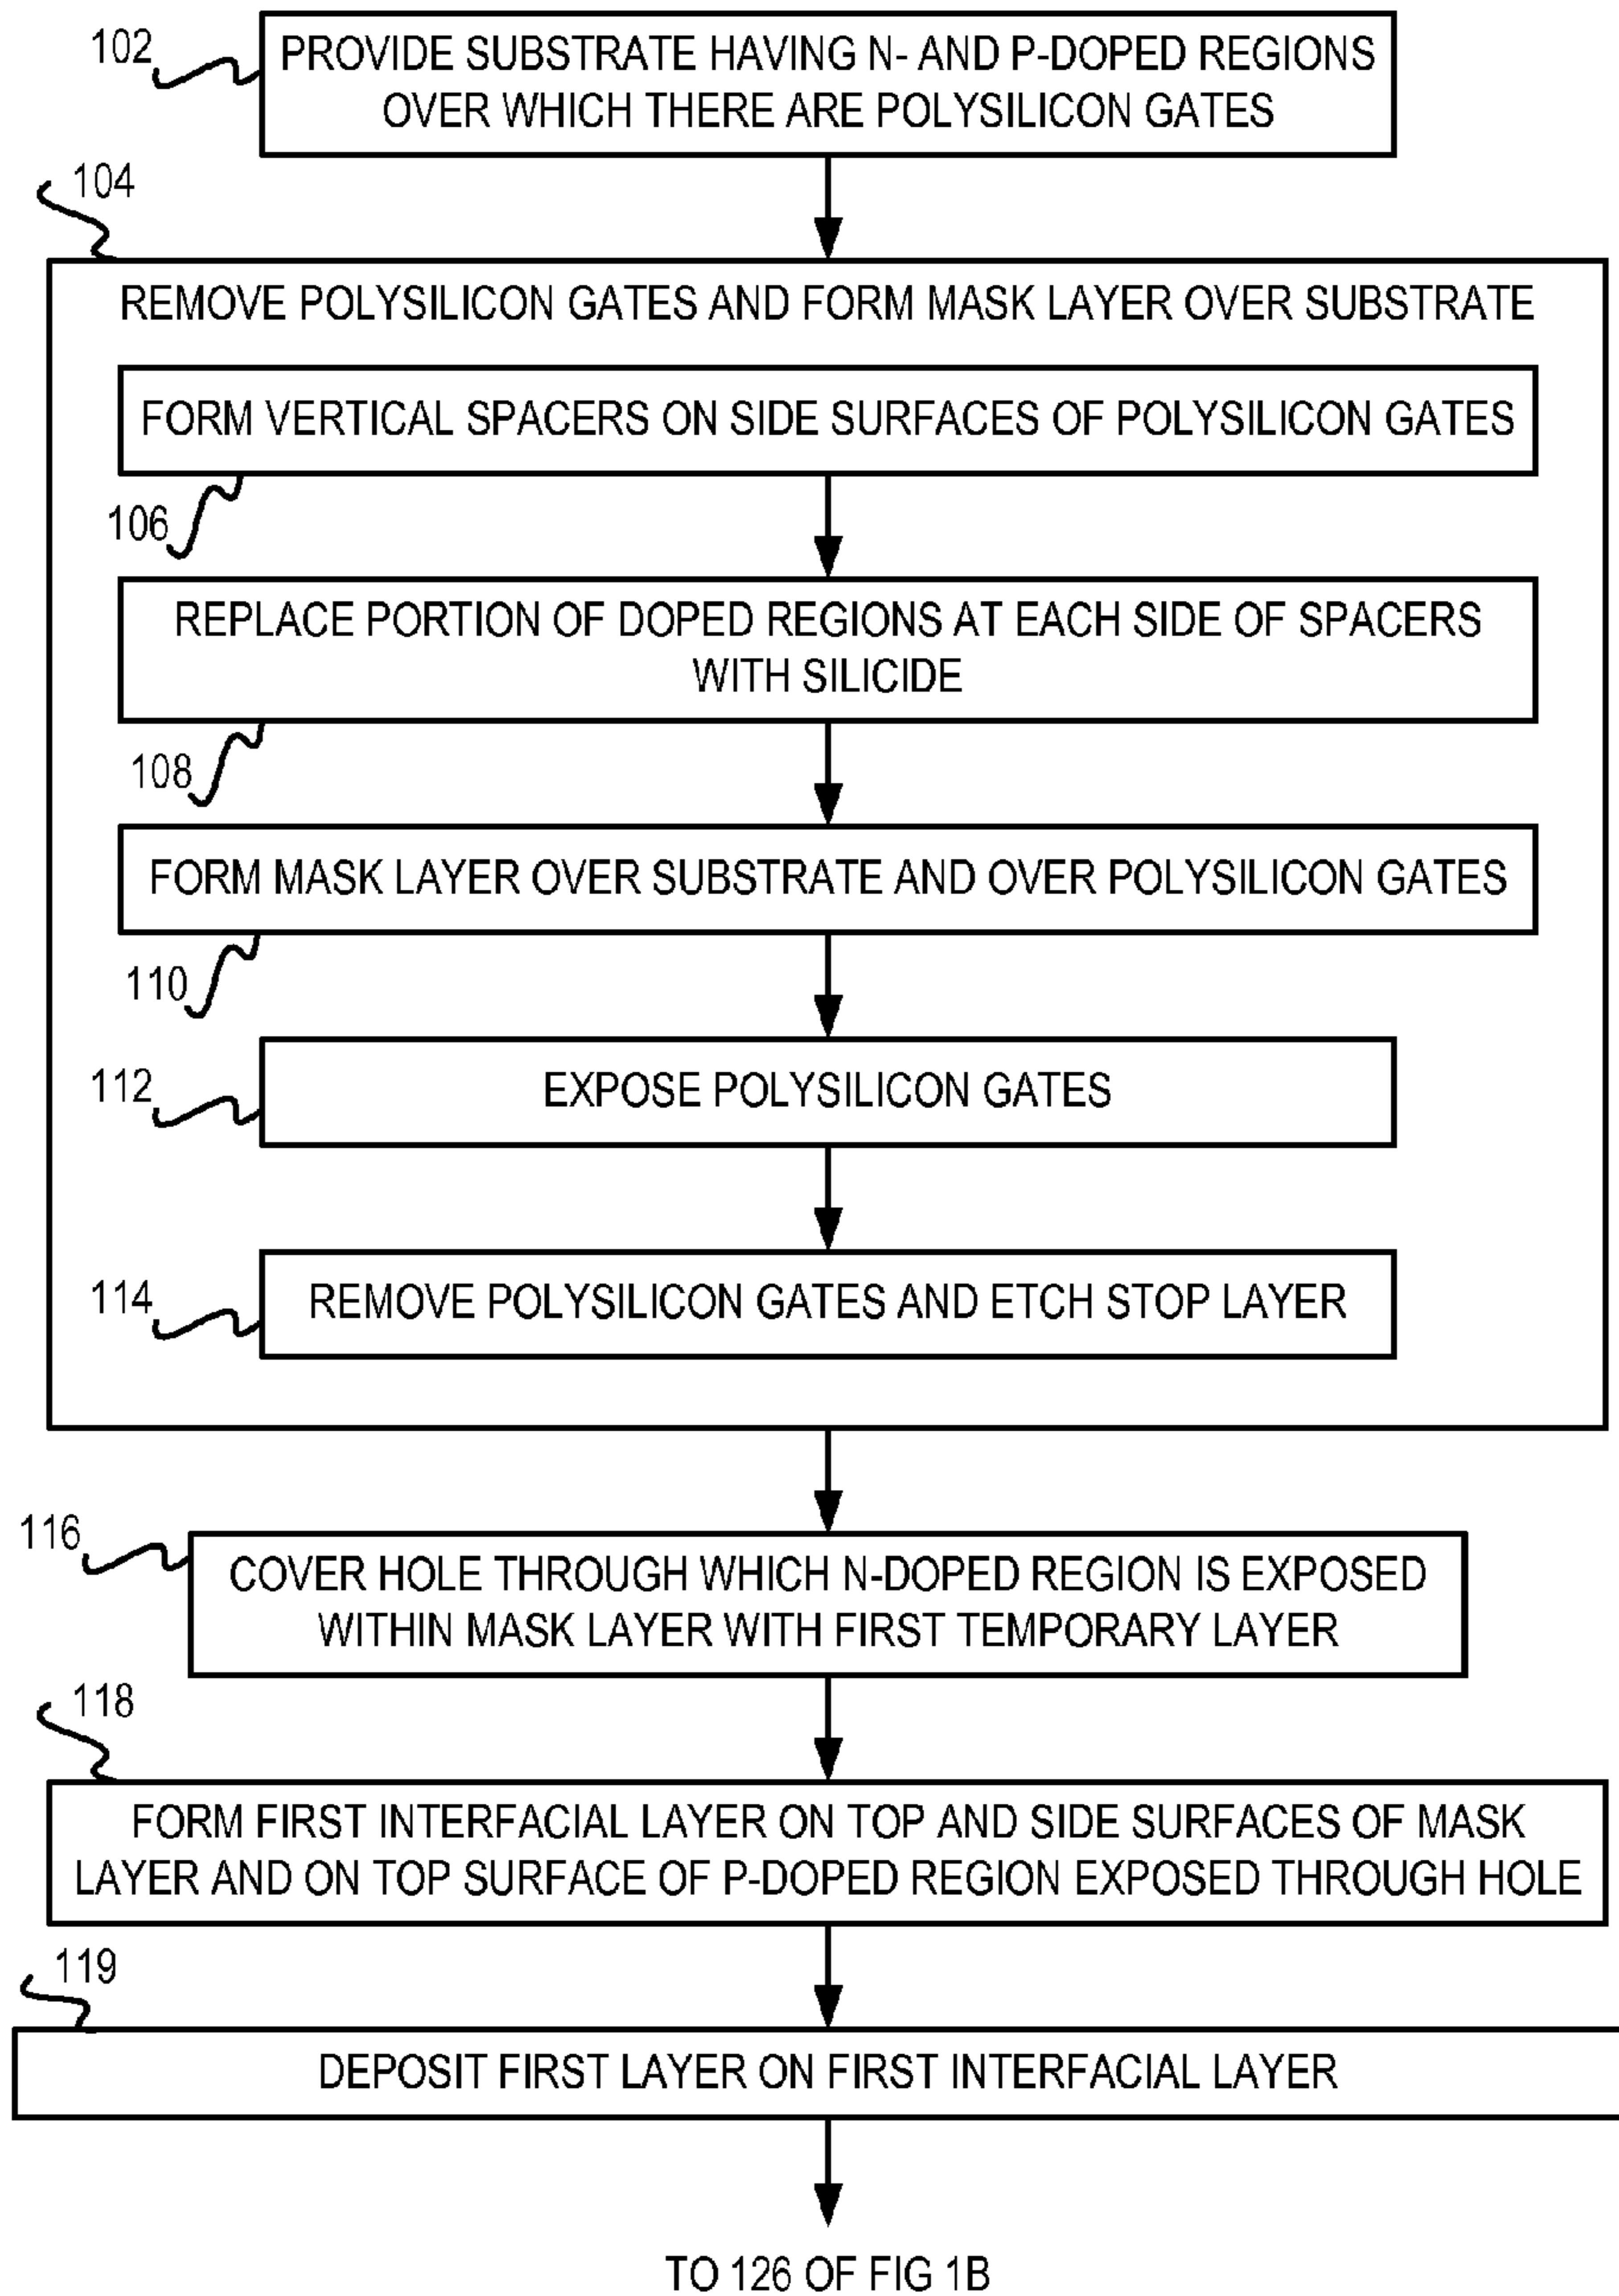 102
PROVIDE SUBSTRATE HAVING N- AND P-DOPED REGIONS
OVER WHICH THERE ARE POLYSILICON GATES
104
REMOVE POLYSILICON GATES AND FORM MASK LAYER OVER SUBSTRATE
FORM VERTICAL SPACERS ON SIDE SURFACES OF POLYSILICON GATES
106
REPLACE PORTION OF DOPED REGIONS AT EACH SIDE OF SPACERS
WITH SILICIDE
108
FORM MASK LAYER OVER SUBSTRATE AND OVER POLYSILICON GATES
110
112
EXPOSE POLYSILICON GATES
114
REMOVE POLYSILICON GATES AND ETCH STOP LAYER
116
COVER HOLE THROUGH WHICH N-DOPED REGION IS EXPOSED
WITHIN MASK LAYER WITH FIRST TEMPORARY LAYER
118
FORM FIRST INTERFACIAL LAYER ON TOP AND SIDE SURFACES OF MASK
LAYER AND ON TOP SURFACE OF P-DOPED REGION EXPOSED THROUGH HOLE
119
DEPOSIT FIRST LAYER ON FIRST INTERFACIAL LAYER
TO 126 OF FIG 1B